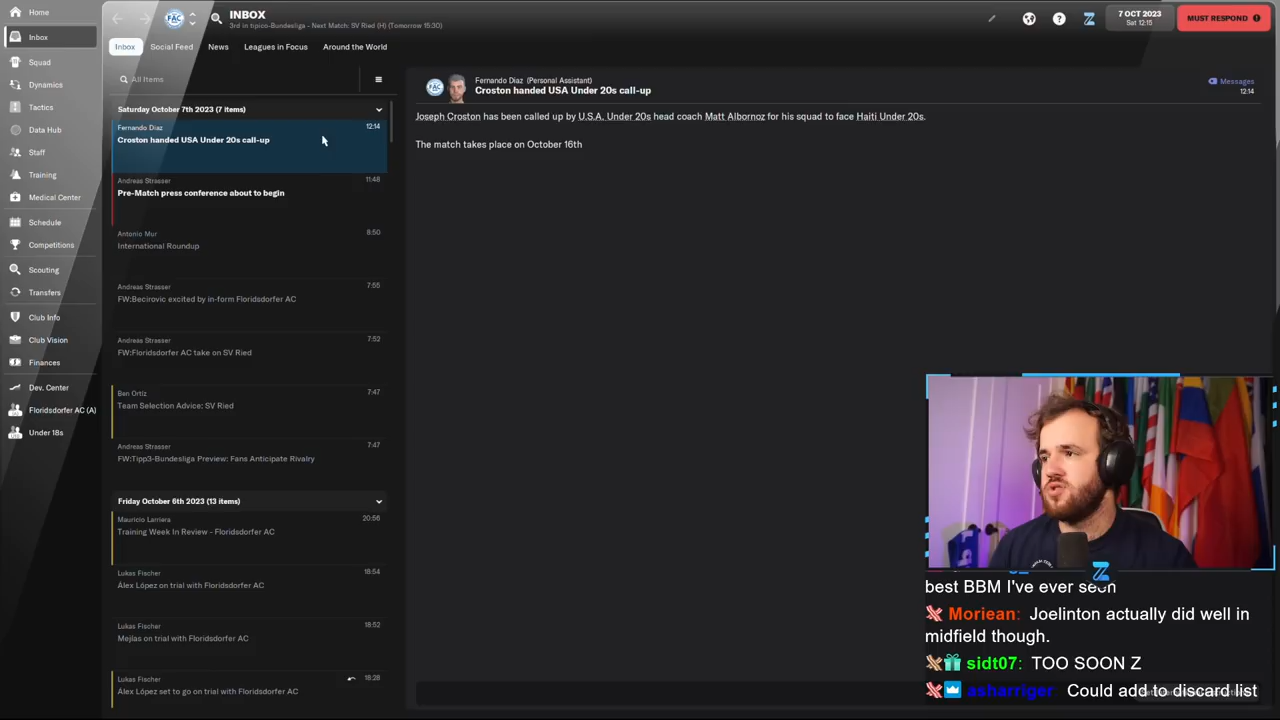 Home
Inbox
Squad
Dynamics
Tactics
Data Hub
Staff
Training
Medical Center
Schedule
Competitions
Scouting
Transfers
Club Info
Club Vision
Finances
Dev. Center
Floridsdorfer AC (A)
Under 18s
FAC
INBOX
3rd in tipico-Bundesliga - Next Match: SV Ried (H) (Tomorrow 15:30)
7 OCT 2023
Sat 12:15
MUST RESPOND
Inbox
Social Feed
News
Leagues in Focus
Around the World
All Items
Saturday October 7th 2023 (7 items)
Fernando Díaz
12:14
Croston handed USA Under 20s call-up
Andreas Strasser
11:48
Pre-Match press conference about to begin
Antonio Mur
8:50
International Roundup
Andreas Strasser
7:55
FW:Becirovic excited by in-form Floridsdorfer AC
Andreas Strasser
7:52
FW:Floridsdorfer AC take on SV Ried
Ben Ortiz
7:47
Team Selection Advice: SV Ried
Andreas Strasser
7:47
FW:Tipp3-Bundesliga Preview: Fans Anticipate Rivalry
Friday October 6th 2023 (13 items)
Mauricio Larriera
20:56
Training Week In Review - Floridsdorfer AC
Lukas Fischer
18:54
Álex López on trial with Floridsdorfer AC
Lukas Fischer
18:52
Mejías on trial with Floridsdorfer AC
Lukas Fischer
18:28
Álex López set to go on trial with Floridsdorfer AC
FAC
Fernando Díaz (Personal Assistant)
Croston handed USA Under 20s call-up
Messages
12:14
Joseph Croston has been called up by U.S.A. Under 20s head coach Matt Albornoz for his squad to face Haiti Under 20s.
The match takes place on October 16th
best BBM I've ever seen
Moriean: Joelinton actually did well in
midfield though.
sidt07: TOO SOON Z
asharriger: Could add to discard list